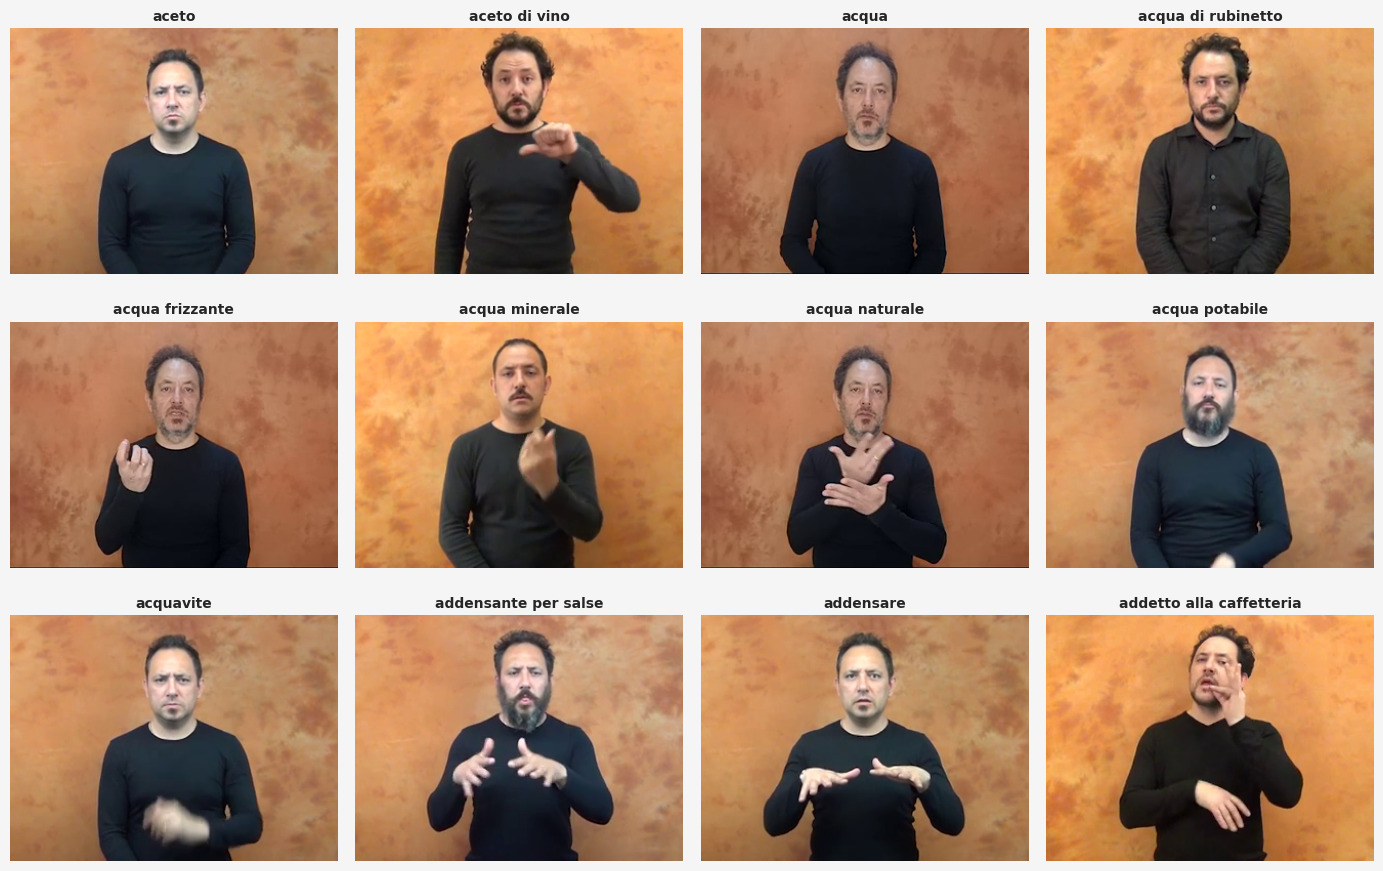 aceto
aceto di vino
acqua
acqua di rubinetto
acqua frizzante
acqua minerale
acqua naturale
acqua potabile
acquavite
addensante per salse
addensare
addetto alla caffetteria